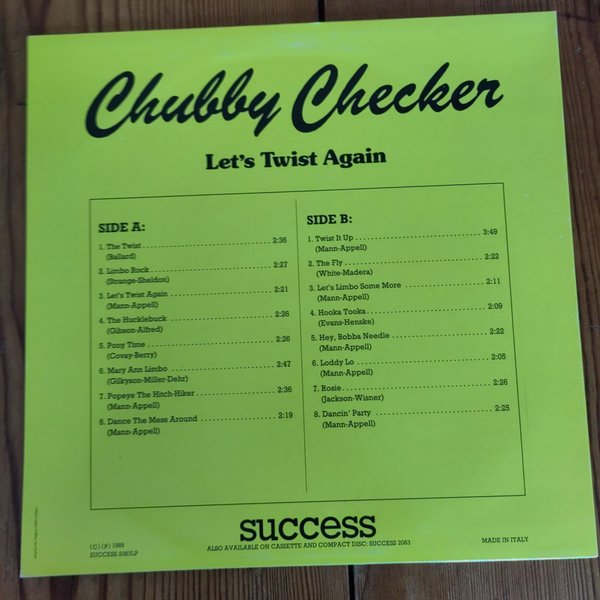 Chubby Checker
Let's Twist Again
SIDE A:
1. The Twist 2:36
(Ballard)
2. Limbo Rock 2:27
(Strange-Sheldon)
3. Let's Twist Again 2:21
(Mann-Appell)
4. The Hucklebuck 2:26
(Gibson-Alfred)
5. Pony Time 2:26
(Covay-Berry)
6. Mary Ann Limbo 2:47
(Gilkyson-Miller-Dehr)
7. Popeye The Hitch-Hiker 2:36
(Mann-Appell)
8. Dance The Mess Around 2:19
(Mann-Appell)
SIDE B:
1. Twist It Up 3:49
(Mann-Appell)
2. The Fly 2:22
(White-Madera)
3. Let's Limbo Some More 2:11
(Mann-Appell)
4. Hooka Tooka 2:09
(Evans-Henske)
5. Hey, Bobba Needle 2:22
(Mann-Appell)
6. Loddy Lo 2:05
(Mann-Appell)
7. Rosie 2:26
(Jackson-Wisner)
8. Dancin' Party 2:25
(Mann-Appell)
success
ALSO AVAILABLE ON CASSETTE AND COMPACT DISC: SUCCESS 2083
(C) (P) 1989
SUCCESS 2083LP
MADE IN ITALY